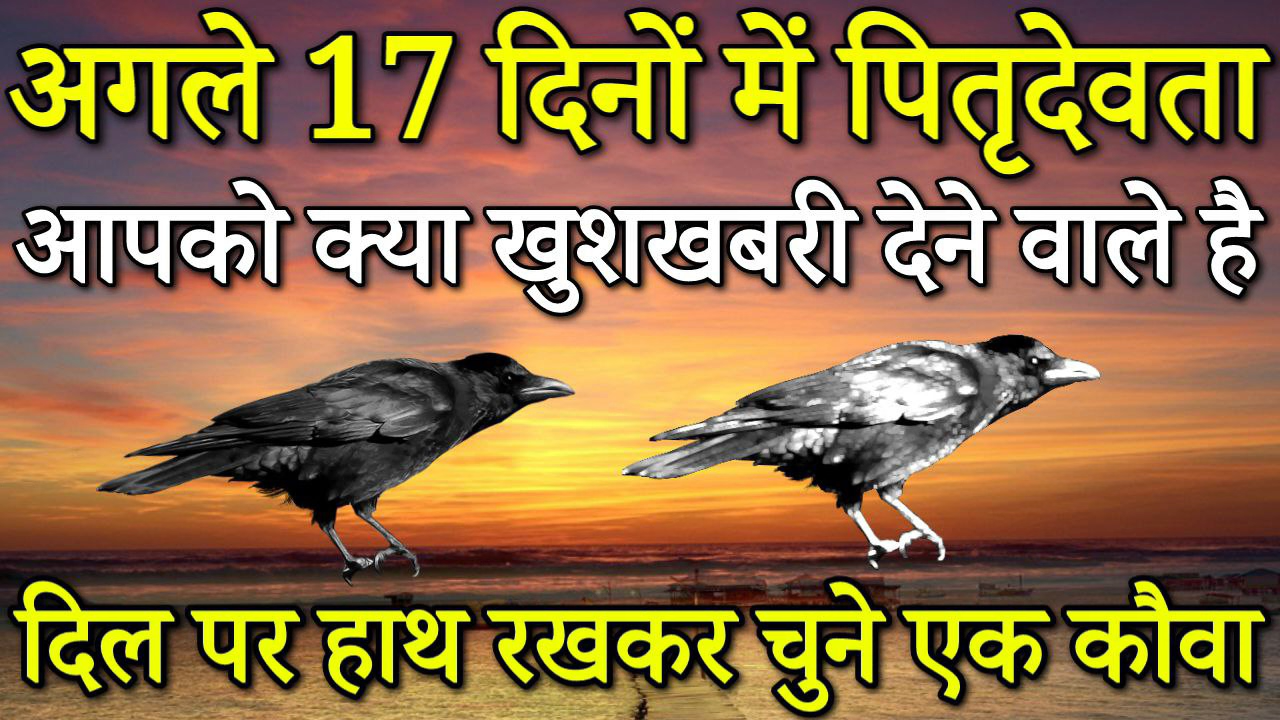 अगले 17 दिनों में पितृदेवता
आपको क्या खुशखबरी देने वाले है
दिल पर हाथ रखकर चुने एक कौवा